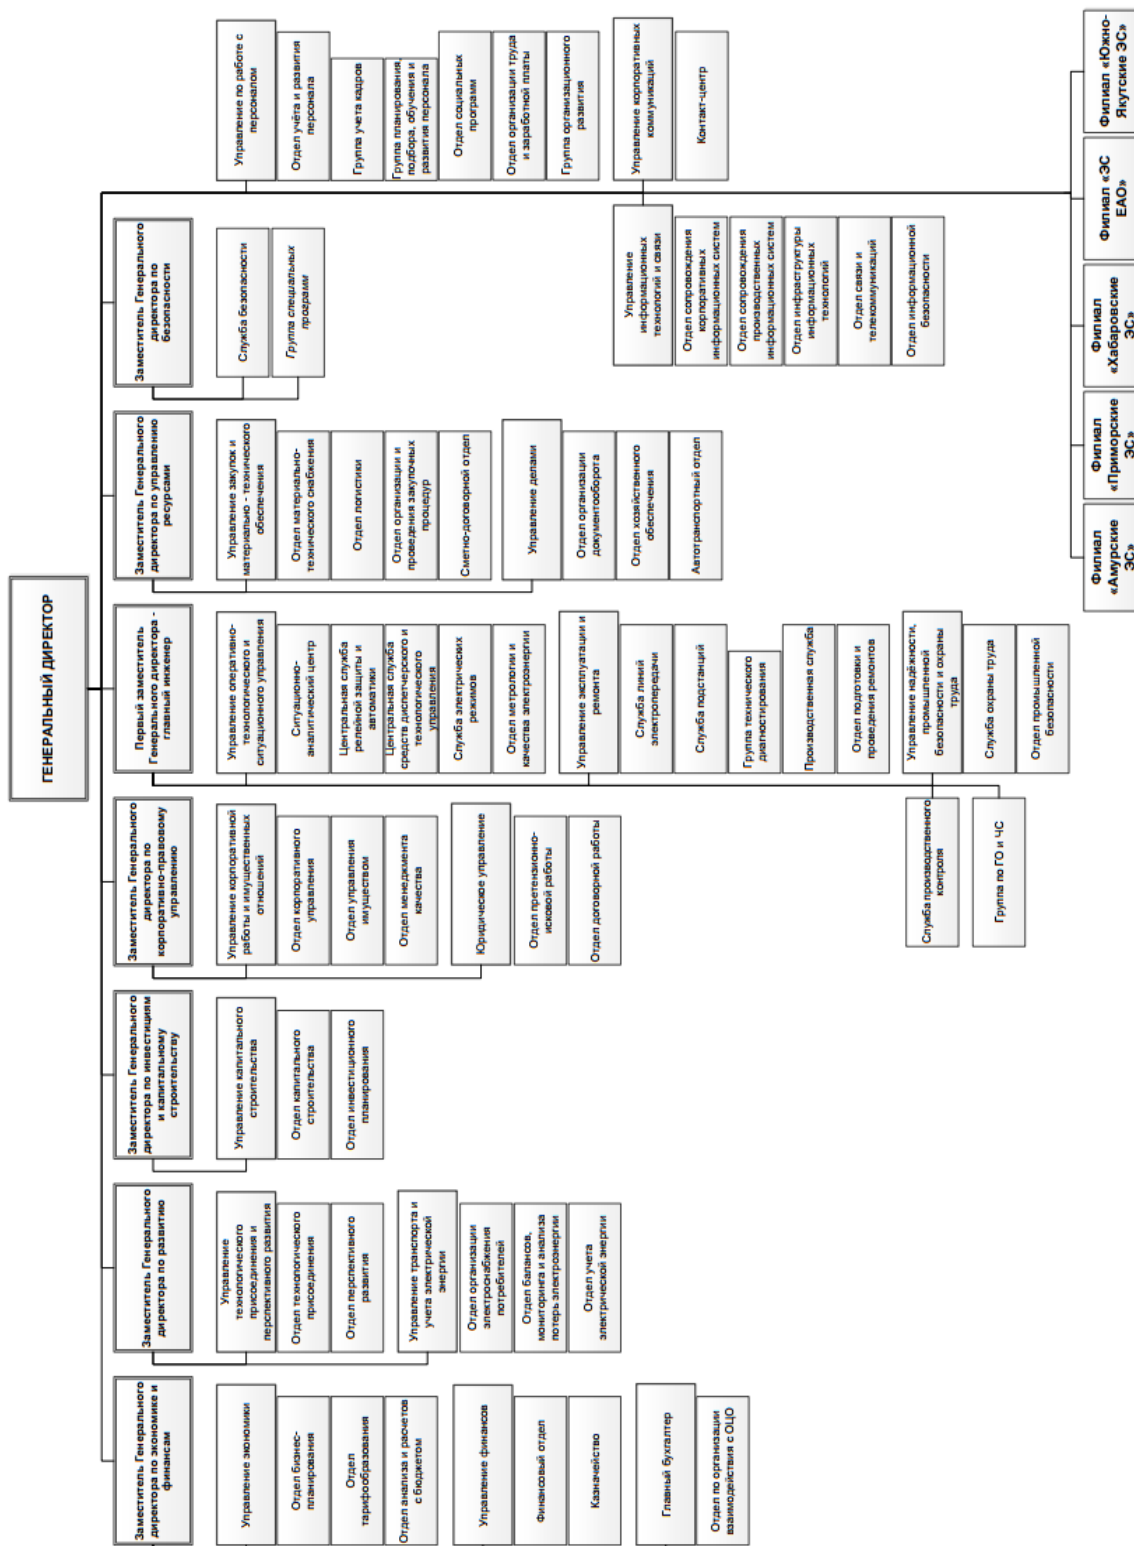 ГЕНЕРАЛЬНЫЙ ДИРЕКТОР
Заместитель Генерального
директора по экономике и
финансам
Управление экономики
Отдел бизнес-
планирования
Отдел
тарифообразования
Отдел анализа и расчетов
с бюджетом
Управление финансов
Финансовый отдел
Казначейство
Главный бухгалтер
Отдел по организации
взаимодействия с ОЦО
Заместитель Генерального
директора по развитию
Управление
технологического
присоединения и
перспективного развития
Отдел технологического
присоединения
Отдел перспективного
развития
Управление транспорта и
учета электрической
энергии
Отдел организации
электроснабжения
потребителей
Отдел балансов,
мониторинга и анализа
потерь электроэнергии
Отдел учета
электрической энергии
Заместитель Генерального
директора по инвестициям
и капитальному
строительству
Управление капитального
строительства
Отдел капитального
строительства
Отдел инвестиционного
планирования
Заместитель Генерального
директора по
корпоративно-правовому
управлению
Управление корпоративной
работы и имущественных
отношений
Отдел корпоративного
управления
Отдел управления
имуществом
Отдел менеджмента
качества
Юридическое управление
Отдел претензионно-
исковой работы
Отдел договорной работы
Первый заместитель
Генерального директора -
главный инженер
Управление оперативно-
технологического и
ситуационного управления
Ситуационно-
аналитический центр
Центральная служба
релейной защиты и
автоматики
Центральная служба
средств диспетчерского и
технологического
управления
Служба электрических
режимов
Отдел метрологии и
качества электроэнергии
Управление эксплуатации и
ремонта
Служба линий
электропередачи
Служба подстанций
Группа технического
диагностирования
Производственная служба
Отдел подготовки и
проведения ремонтов
Управление надёжности,
промышленной
безопасности и охраны
труда
Служба охраны труда
Отдел промышленной
безопасности
Служба производственного
контроля
Группа по ГО и ЧС
Заместитель Генерального
директора по управлению
ресурсами
Управление закупок и
материально - технического
обеспечения
Отдел материально-
технического снабжения
Отдел логистики
Отдел организации и
проведения закупочных
процедур
Сметно-договорной отдел
Управление делами
Отдел организации
документооборота
Отдел хозяйственного
обеспечения
Автотранспортный отдел
Заместитель Генерального
директора по
безопасности
Служба безопасности
Группа специальных
программ
Управление по работе с
персоналом
Отдел учёта и развития
персонала
Группа учета кадров
Группа планирования,
подбора, обучения и
развития персонала
Отдел социальных
программ
Отдел организации труда
и заработной платы
Группа организационного
развития
Управление корпоративных
коммуникаций
Контакт-центр
Управление
информационных
технологий и связи
Отдел сопровождения
корпоративных
информационных систем
Отдел сопровождения
производственных
информационных систем
Отдел инфраструктуры
информационных
технологий
Отдел связи и
телекоммуникаций
Отдел информационной
безопасности
Филиал
«Амурские
ЭС»
Филиал
«Приморские
ЭС»
Филиал
«Хабаровские
ЭС»
Филиал «ЭС
ЕАО»
Филиал «Южно-
Якутские ЭС»